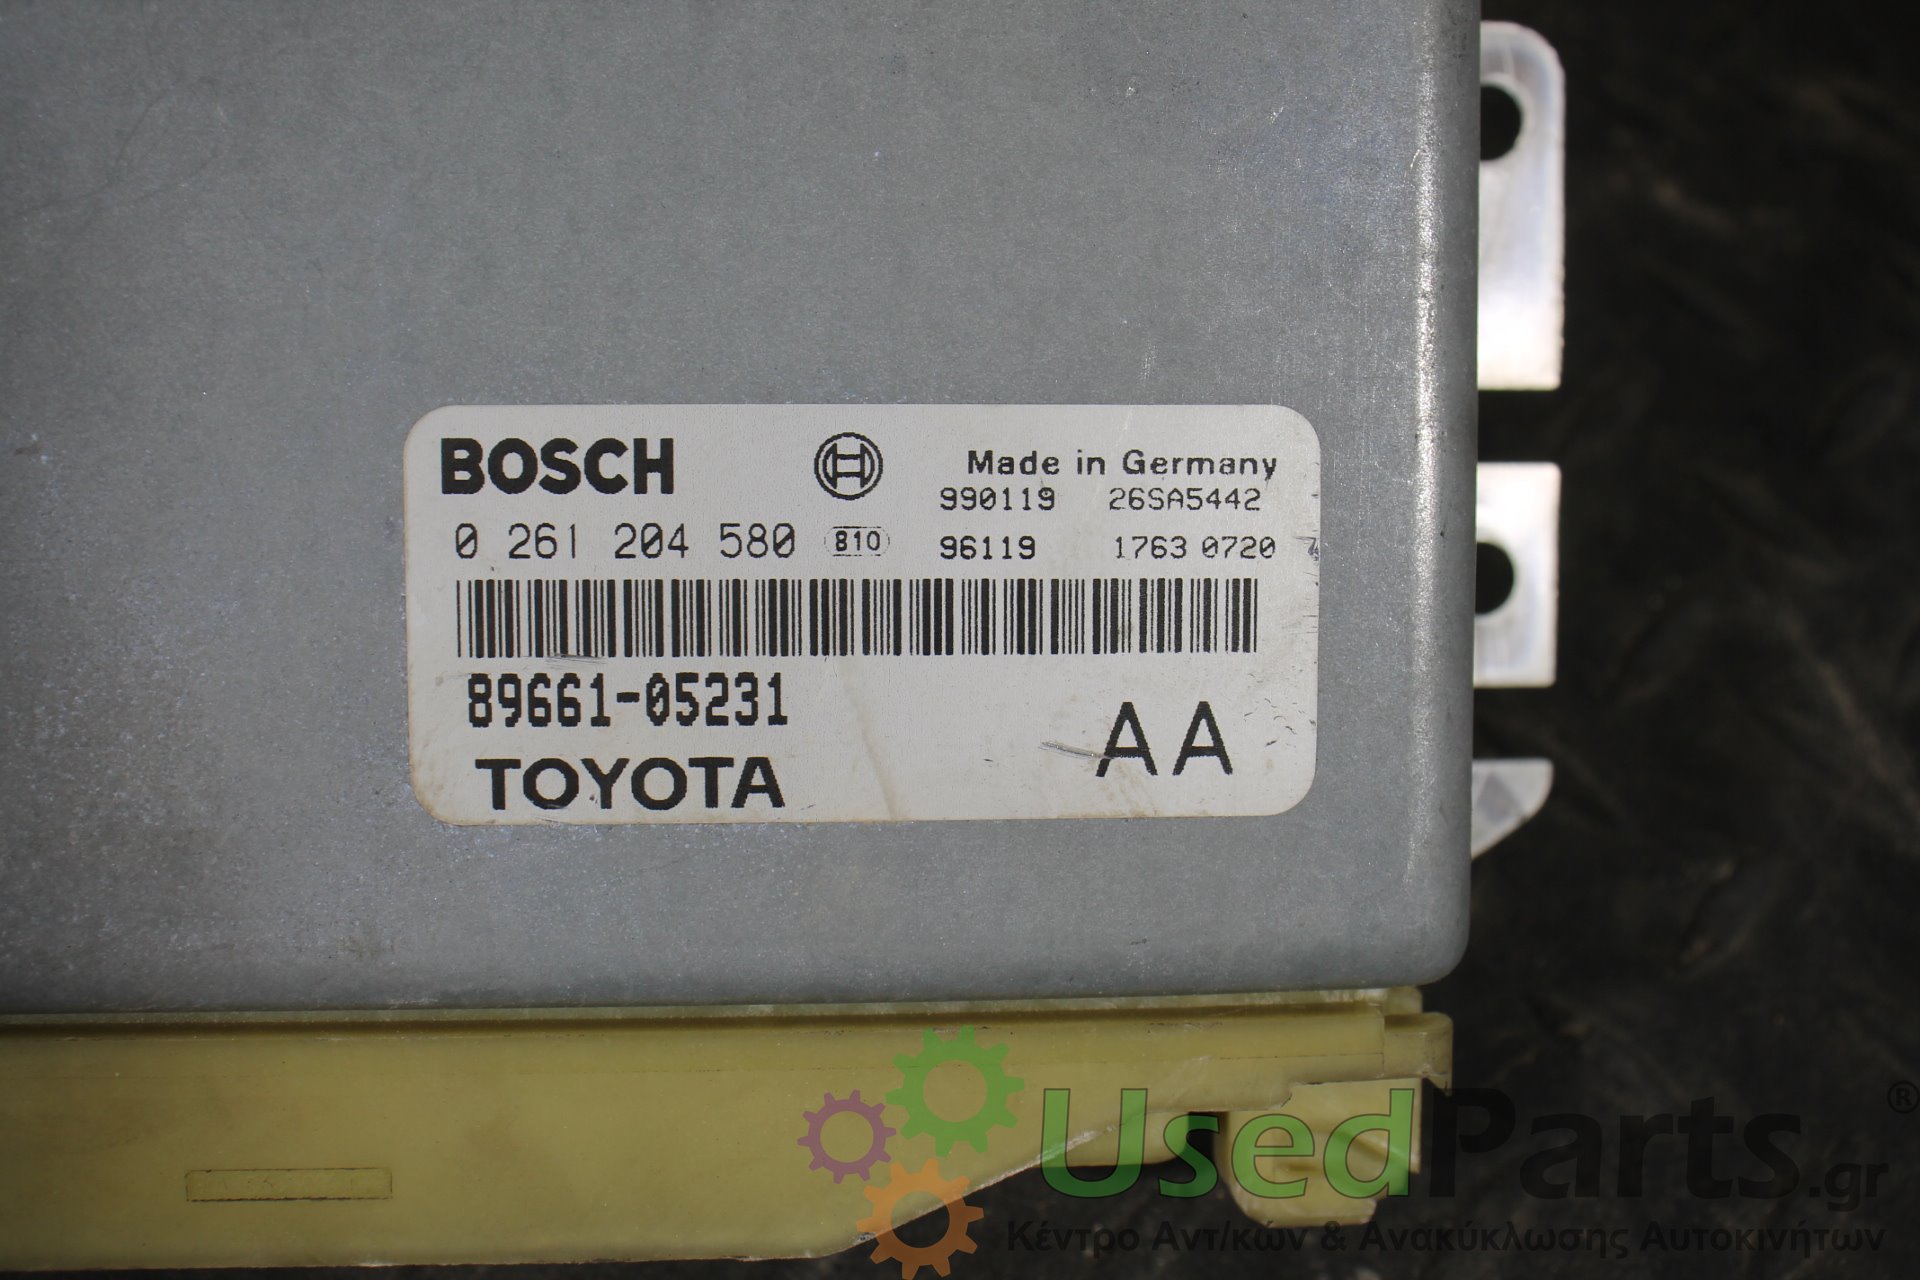 BOSCH
Made in Germany
990119 26SA5442
0 261 204 580 810 96119 1763 0720
89661-05231
AA
TOYOTA
UsedParts.gr ®
Κέντρο Αντ/κών & Ανακύκλωσης Αυτοκινήτων